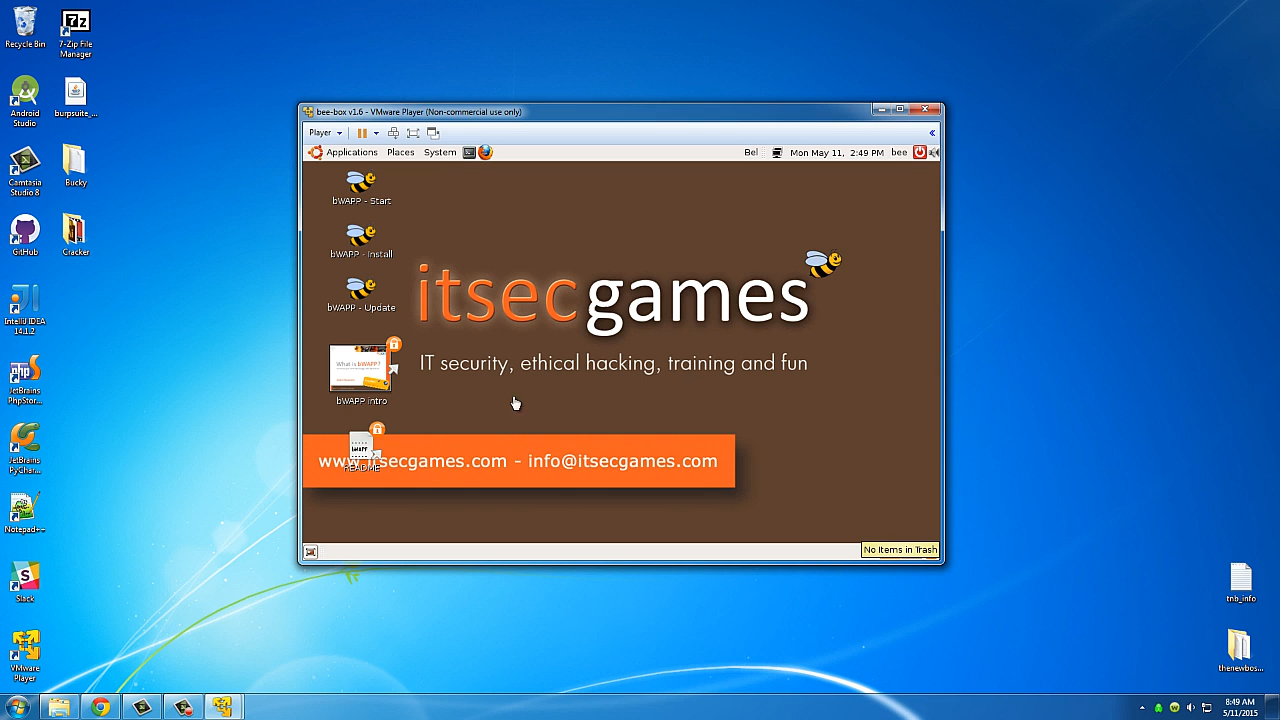 Recycle Bin
7-Zip File
Manager
Android
Studio
burpsuite_...
Camtasia
Studio 8
Bucky
GitHub
Cracker
IntelliJ IDEA
14.1.2
JetBrains
PhpStor...
JetBrains
PyChar...
Notepad++
Slack
VMware
Player
bee-box v1.6 - VMware Player (Non-commercial use only)
Player
Applications Places System
Bel Mon May 11, 2:49 PM bee
bWAPP - Start
bWAPP - Install
bWAPP - Update
What is bWAPP?
bWAPP intro
bWAPP
README
itsecgames
IT security, ethical hacking, training and fun
www.itsecgames.com - info@itsecgames.com
No Items in Trash
tnb_info
thenewbos...
8:49 AM
5/11/2015